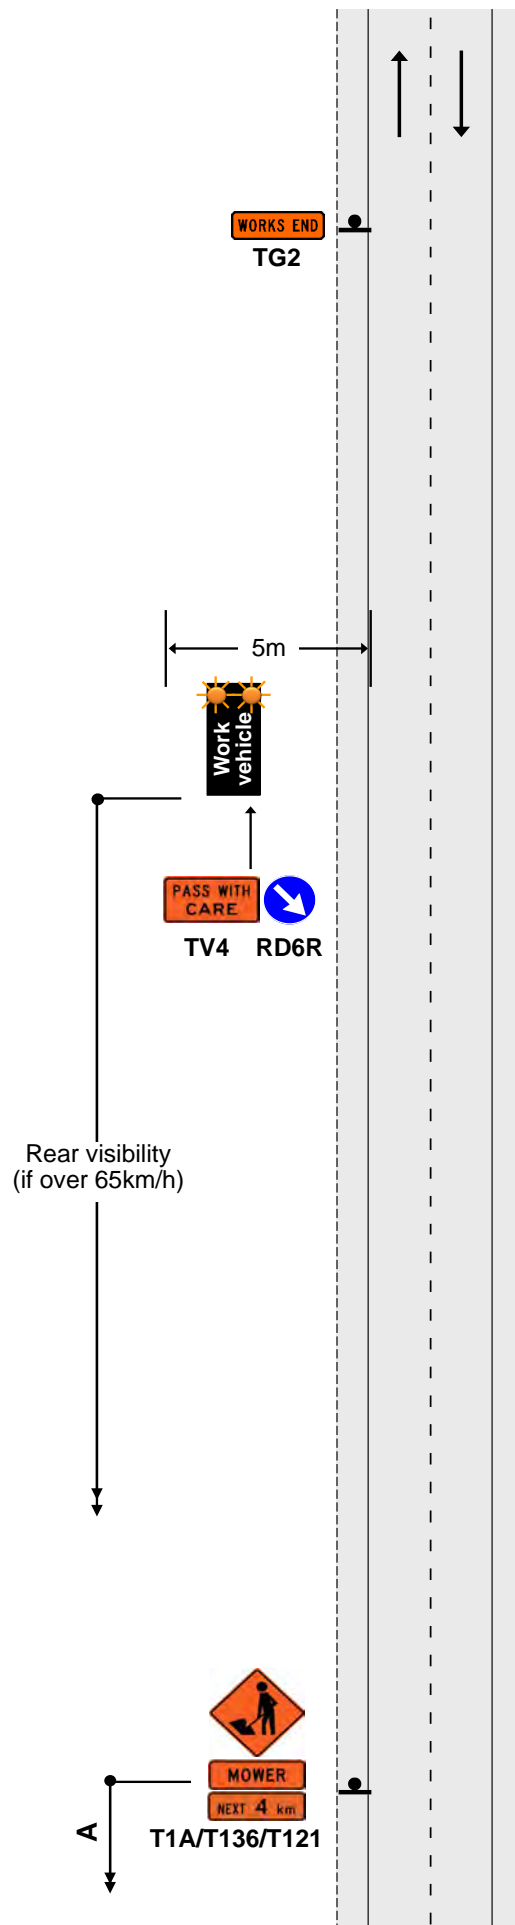 WORKS END
TG2
5m
Work
vehicle
PASS WITH
CARE
TV4 RD6R
Rear visibility
(if over 65km/h)
MOWER
NEXT 4 km
A
T1A/T136/T121